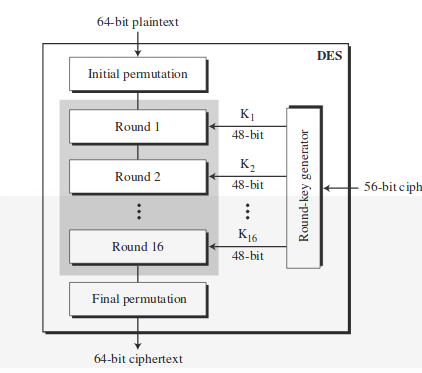 64-bit plaintext
DES
Initial permutation
Round 1
K1
48-bit
Round 2
K2
48-bit
Round-key generator
56-bit ciph
Round 16
K16
48-bit
Final permutation
64-bit ciphertext